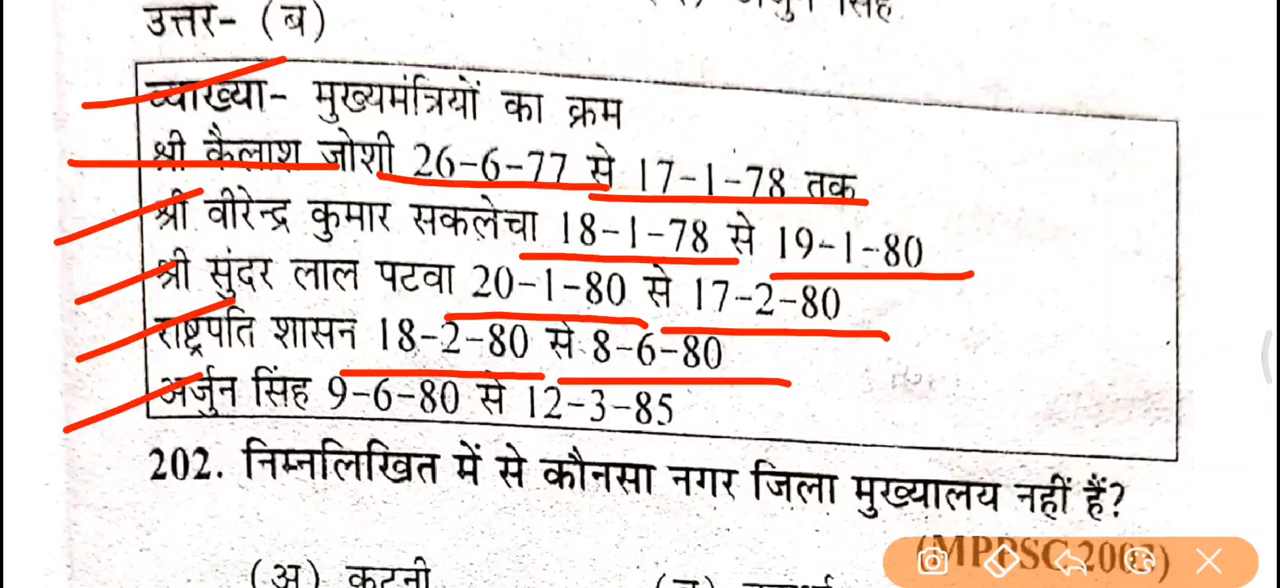 सिंह
उत्तर- (ब)
व्याख्या- मुख्यमंत्रियों का क्रम
श्री कैलाश जोशी 26-6-77 से 17-1-78 तक
श्री वीरेन्द्र कुमार सकलेचा 18-1-78 से 19-1-80
श्री सुंदर लाल पटवा 20-1-80 से 17-2-80
राष्ट्रपति शासन 18-2-80 से 8-6-80
अर्जुन सिंह 9-6-80 से 12-3-85
202. निम्नलिखित में से कौनसा नगर जिला मुख्यालय नहीं हैं?
(MPPSC 2003)
(अ) कटनी